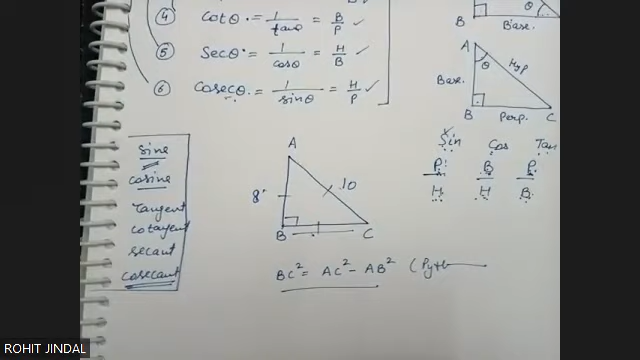 ④ cotθ = 1/tanθ = B/P ✓
⑤ Secθ = 1/cosθ = H/B ✓
⑥ Cosecθ = 1/sinθ = H/P ✓
θ
B Base.
A
θ Hyp
Base.
B Perp. C
sine
cosine
Tangent
cotangent
secant
cosecant
A
8 10
B C
Sin Cos Tan
P B P
H H B
BC² = AC² - AB² (Pyth
ROHIT JINDAL